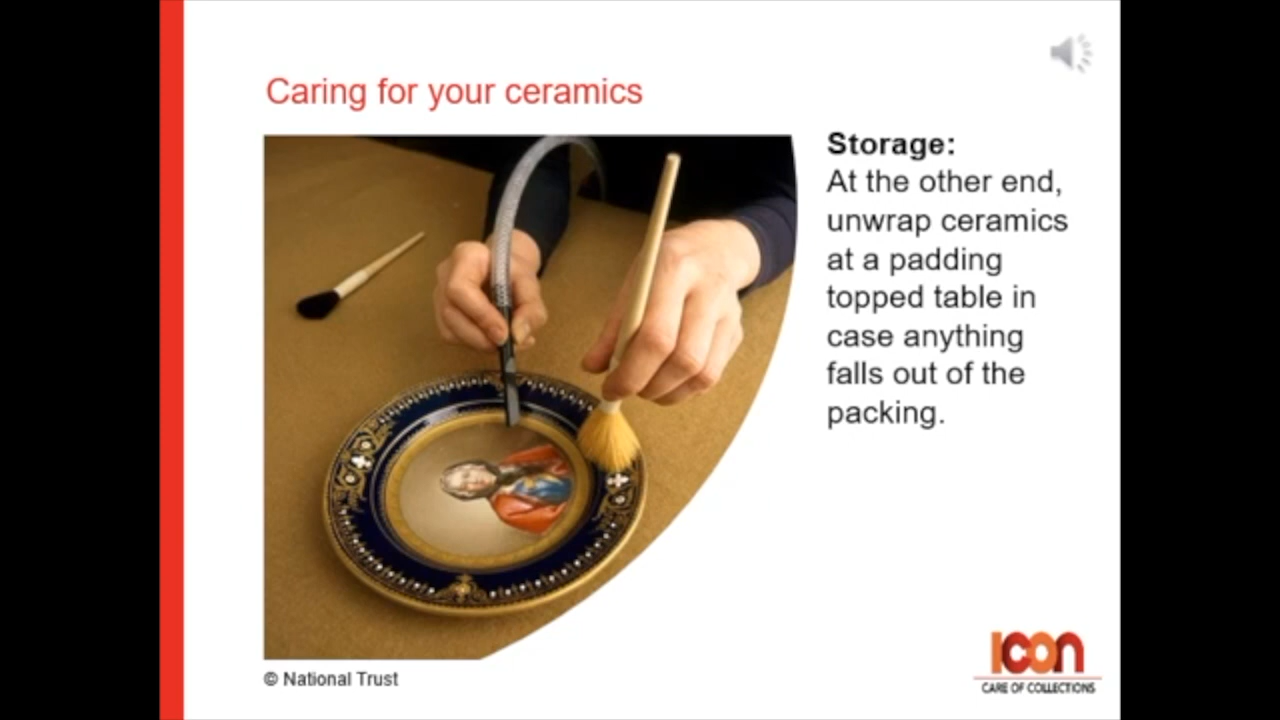 Caring for your ceramics
Storage:
At the other end,
unwrap ceramics
at a padding
topped table in
case anything
falls out of the
packing.
© National Trust
Icon
CARE OF COLLECTIONS